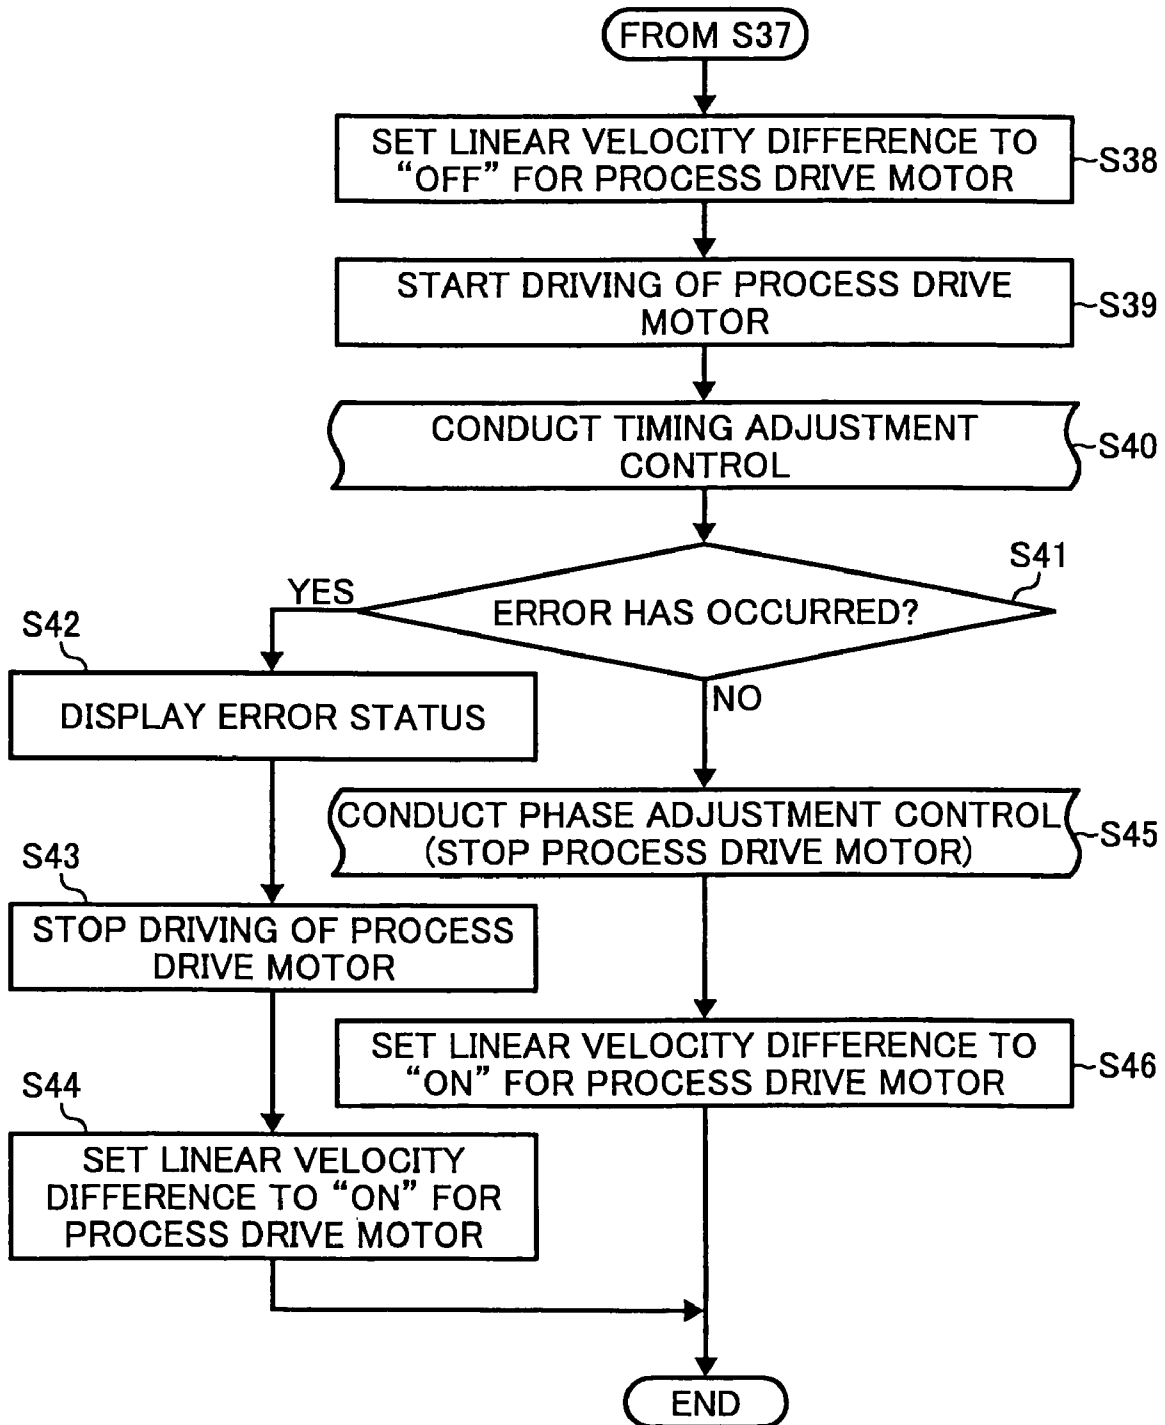 FROM S37
SET LINEAR VELOCITY DIFFERENCE TO
“OFF” FOR PROCESS DRIVE MOTOR
S38
START DRIVING OF PROCESS DRIVE
MOTOR
S39
CONDUCT TIMING ADJUSTMENT
CONTROL
S40
S41
ERROR HAS OCCURRED?
YES
NO
S42
DISPLAY ERROR STATUS
S43
STOP DRIVING OF PROCESS
DRIVE MOTOR
S44
SET LINEAR VELOCITY
DIFFERENCE TO “ON” FOR
PROCESS DRIVE MOTOR
CONDUCT PHASE ADJUSTMENT CONTROL
(STOP PROCESS DRIVE MOTOR)
S45
SET LINEAR VELOCITY DIFFERENCE TO
“ON” FOR PROCESS DRIVE MOTOR
S46
END